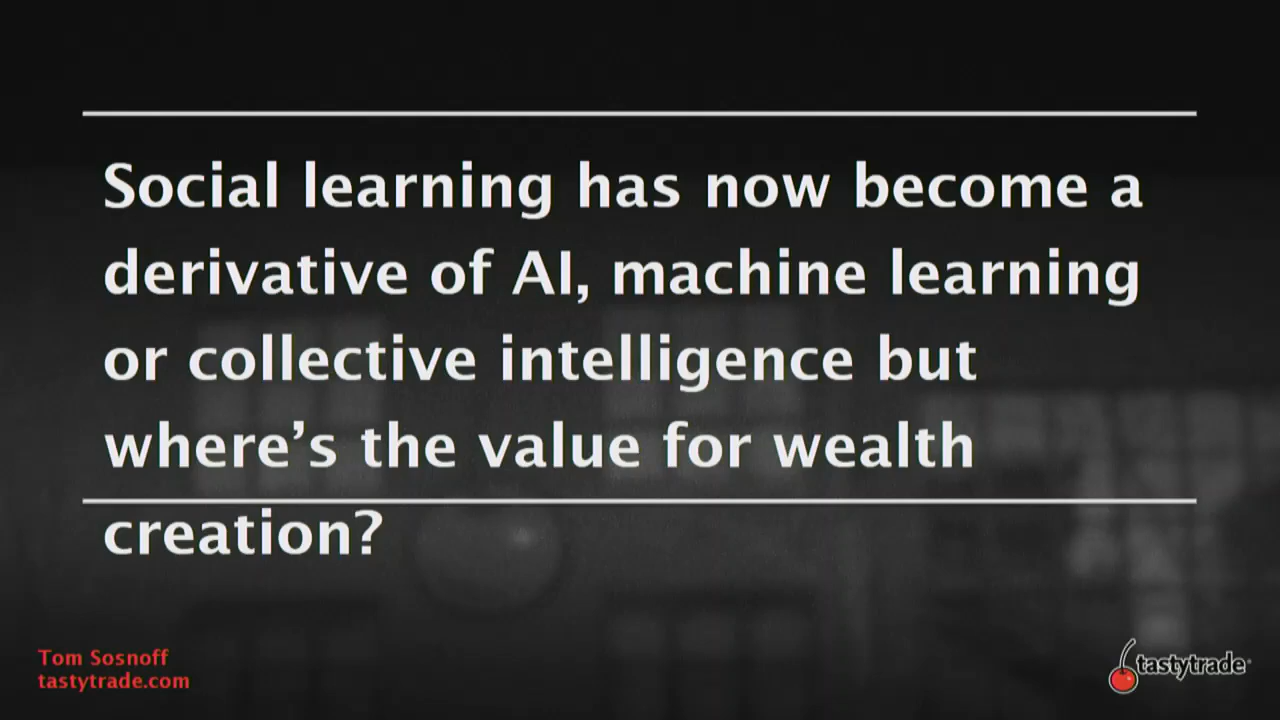 Social learning has now become a
derivative of AI, machine learning
or collective intelligence but
where’s the value for wealth
creation?
Tom Sosnoff
tastytrade.com
tastytrade